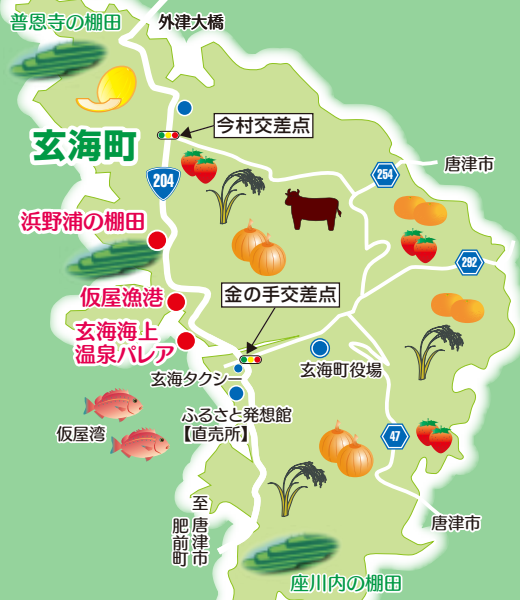 普恩寺の棚田
外津大橋
今村交差点
玄海町
唐津市
254
204
浜野浦の棚田
292
仮屋漁港
金の手交差点
玄海海上
温泉パレア
玄海タクシー
玄海町役場
ふるさと発想館
【直売所】
仮屋湾
47
至 唐津市
肥前町
唐津市
座川内の棚田